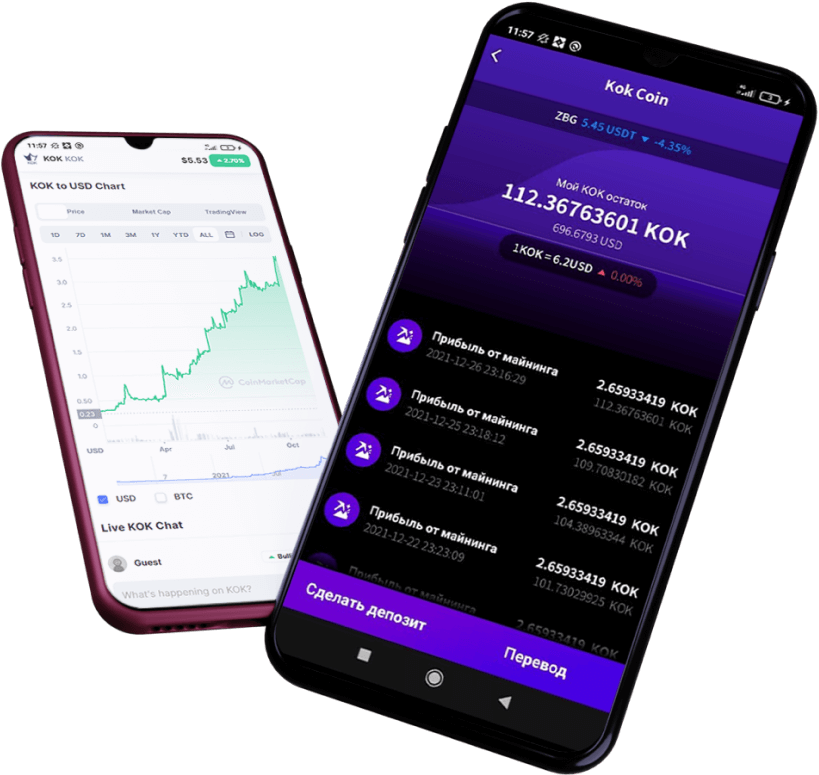 11:57
KOK KOK
$5.53
2.70%
KOK to USD Chart
Price Market Cap TradingView
1D 7D 1M 3M 1Y YTD ALL LOG
3.5
3.0
2.5
2.0
1.5
1.0
0.50
0.23
0
CoinMarketCap
USD
Apr Jul Oct
2021
USD BTC
Live KOK Chat
Guest
What's happening on KOK?
11:57
Kok Coin
ZBG 5.45 USDT -4.35%
Мой KOK остаток
112.36763601 KOK
696.6793 USD
1KOK = 6.2USD 0.00%
Прибыль от майнинга 2.65933419 KOK
2021-12-26 23:16:29 112.36763601 KOK
Прибыль от майнинга 2.65933419 KOK
2021-12-25 23:18:12 109.70830182 KOK
Прибыль от майнинга 2.65933419 KOK
2021-12-23 23:11:01 104.38963344 KOK
Прибыль от майнинга 2.65933419 KOK
2021-12-22 23:23:09 101.73029925 KOK
Прибыль от майнинга 2.65933419 KOK
Сделать депозит
Перевод